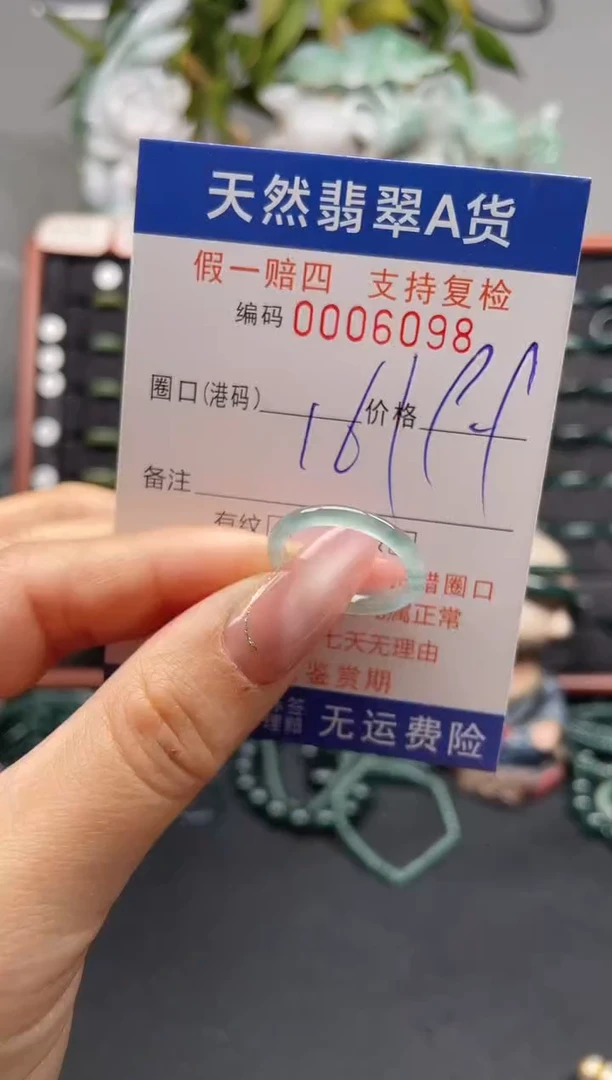 天然翡翠A货
假一赔四 支持复检
编码 0006098
圈口(港码) 16 价格
备注
有纹
错圈口
属正常
七天无理由
鉴赏期
无运费险